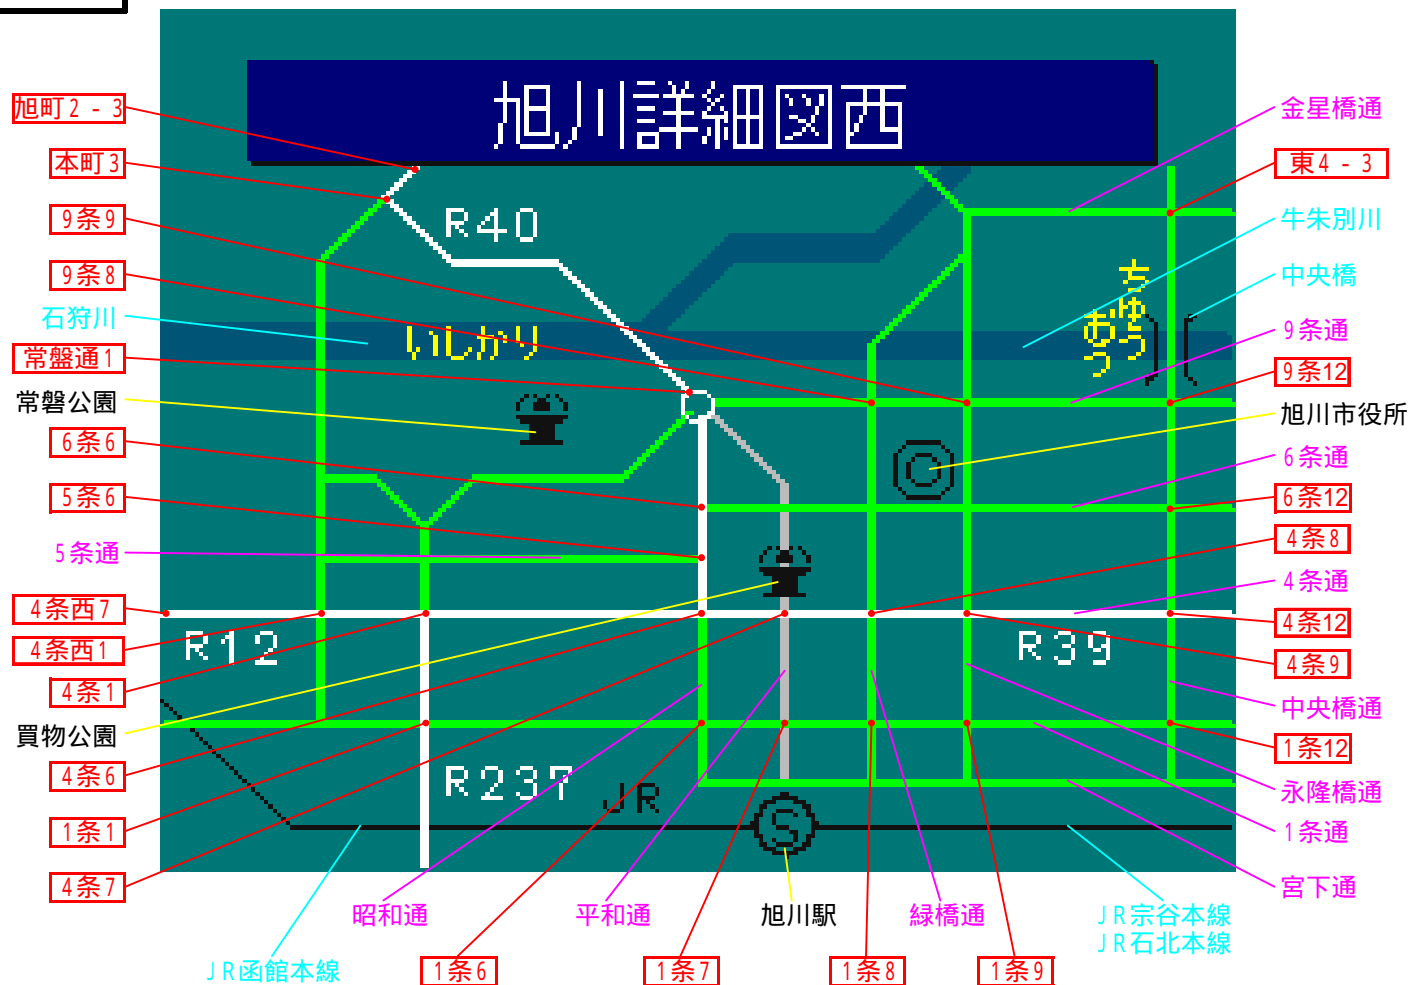 旭川詳細図西
旭町2-3
本町3
9条9
9条8
石狩川
常盤通1
常磐公園
6条6
5条6
5条通
4条西7
4条西1
4条1
買物公園
4条6
1条1
4条7
R40
いしかり
ちゅう
おう
R12
R39
R237
JR
S
金星橋通
東4-3
牛朱別川
中央橋
9条通
9条12
旭川市役所
6条通
6条12
4条8
4条通
4条12
4条9
中央橋通
1条12
永隆橋通
1条通
宮下通
昭和通
平和通
旭川駅
緑橋通
JR宗谷本線
JR石北本線
JR函館本線
1条6
1条7
1条8
1条9